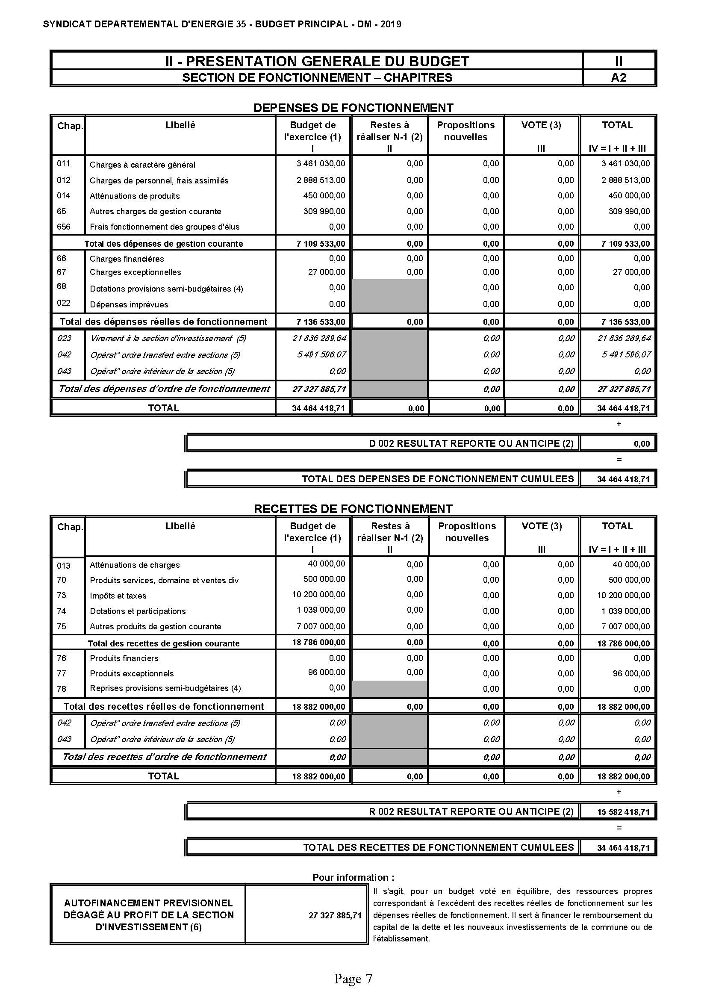 SYNDICAT DEPARTEMENTAL D'ENERGIE 35 - BUDGET PRINCIPAL - DM - 2019
II - PRESENTATION GENERALE DU BUDGET II
SECTION DE FONCTIONNEMENT – CHAPITRES A2
DEPENSES DE FONCTIONNEMENT
Chap. Libellé Budget de Restes à Propositions VOTE (3) TOTAL
l'exercice (1) réaliser N-1 (2) nouvelles
I II III IV = I + II + III
011 Charges à caractère général 3 461 030,00 0,00 0,00 0,00 3 461 030,00
012 Charges de personnel, frais assimilés 2 888 513,00 0,00 0,00 0,00 2 888 513,00
014 Atténuations de produits 450 000,00 0,00 0,00 0,00 450 000,00
65 Autres charges de gestion courante 309 990,00 0,00 0,00 0,00 309 990,00
656 Frais fonctionnement des groupes d'élus 0,00 0,00 0,00 0,00 0,00
Total des dépenses de gestion courante 7 109 533,00 0,00 0,00 0,00 7 109 533,00
66 Charges financières 0,00 0,00 0,00 0,00 0,00
67 Charges exceptionnelles 27 000,00 0,00 0,00 0,00 27 000,00
68 Dotations provisions semi-budgétaires (4) 0,00 0,00 0,00 0,00
022 Dépenses imprévues 0,00 0,00 0,00 0,00
Total des dépenses réelles de fonctionnement 7 136 533,00 0,00 0,00 0,00 7 136 533,00
023 Virement à la section d'investissement (5) 21 836 289,64 0,00 0,00 21 836 289,64
042 Opérat° ordre transfert entre sections (5) 5 491 596,07 0,00 0,00 5 491 596,07
043 Opérat° ordre intérieur de la section (5) 0,00 0,00 0,00 0,00
Total des dépenses d’ordre de fonctionnement 27 327 885,71 0,00 0,00 27 327 885,71
TOTAL 34 464 418,71 0,00 0,00 0,00 34 464 418,71
+
D 002 RESULTAT REPORTE OU ANTICIPE (2) 0,00
=
TOTAL DES DEPENSES DE FONCTIONNEMENT CUMULEES 34 464 418,71
RECETTES DE FONCTIONNEMENT
Chap. Libellé Budget de Restes à Propositions VOTE (3) TOTAL
l'exercice (1) réaliser N-1 (2) nouvelles
I II III IV = I + II + III
013 Atténuations de charges 40 000,00 0,00 0,00 0,00 40 000,00
70 Produits services, domaine et ventes div 500 000,00 0,00 0,00 0,00 500 000,00
73 Impôts et taxes 10 200 000,00 0,00 0,00 0,00 10 200 000,00
74 Dotations et participations 1 039 000,00 0,00 0,00 0,00 1 039 000,00
75 Autres produits de gestion courante 7 007 000,00 0,00 0,00 0,00 7 007 000,00
Total des recettes de gestion courante 18 786 000,00 0,00 0,00 0,00 18 786 000,00
76 Produits financiers 0,00 0,00 0,00 0,00 0,00
77 Produits exceptionnels 96 000,00 0,00 0,00 0,00 96 000,00
78 Reprises provisions semi-budgétaires (4) 0,00 0,00 0,00 0,00
Total des recettes réelles de fonctionnement 18 882 000,00 0,00 0,00 0,00 18 882 000,00
042 Opérat° ordre transfert entre sections (5) 0,00 0,00 0,00 0,00
043 Opérat° ordre intérieur de la section (5) 0,00 0,00 0,00 0,00
Total des recettes d’ordre de fonctionnement 0,00 0,00 0,00 0,00
TOTAL 18 882 000,00 0,00 0,00 0,00 18 882 000,00
+
R 002 RESULTAT REPORTE OU ANTICIPE (2) 15 582 418,71
=
TOTAL DES RECETTES DE FONCTIONNEMENT CUMULEES 34 464 418,71
Pour information :
AUTOFINANCEMENT PREVISIONNEL
DÉGAGÉ AU PROFIT DE LA SECTION
D’INVESTISSEMENT (6)
27 327 885,71
Il s’agit, pour un budget voté en équilibre, des ressources propres
correspondant à l’excédent des recettes réelles de fonctionnement sur les
dépenses réelles de fonctionnement. Il sert à financer le remboursement du
capital de la dette et les nouveaux investissements de la commune ou de
l’établissement.
Page 7